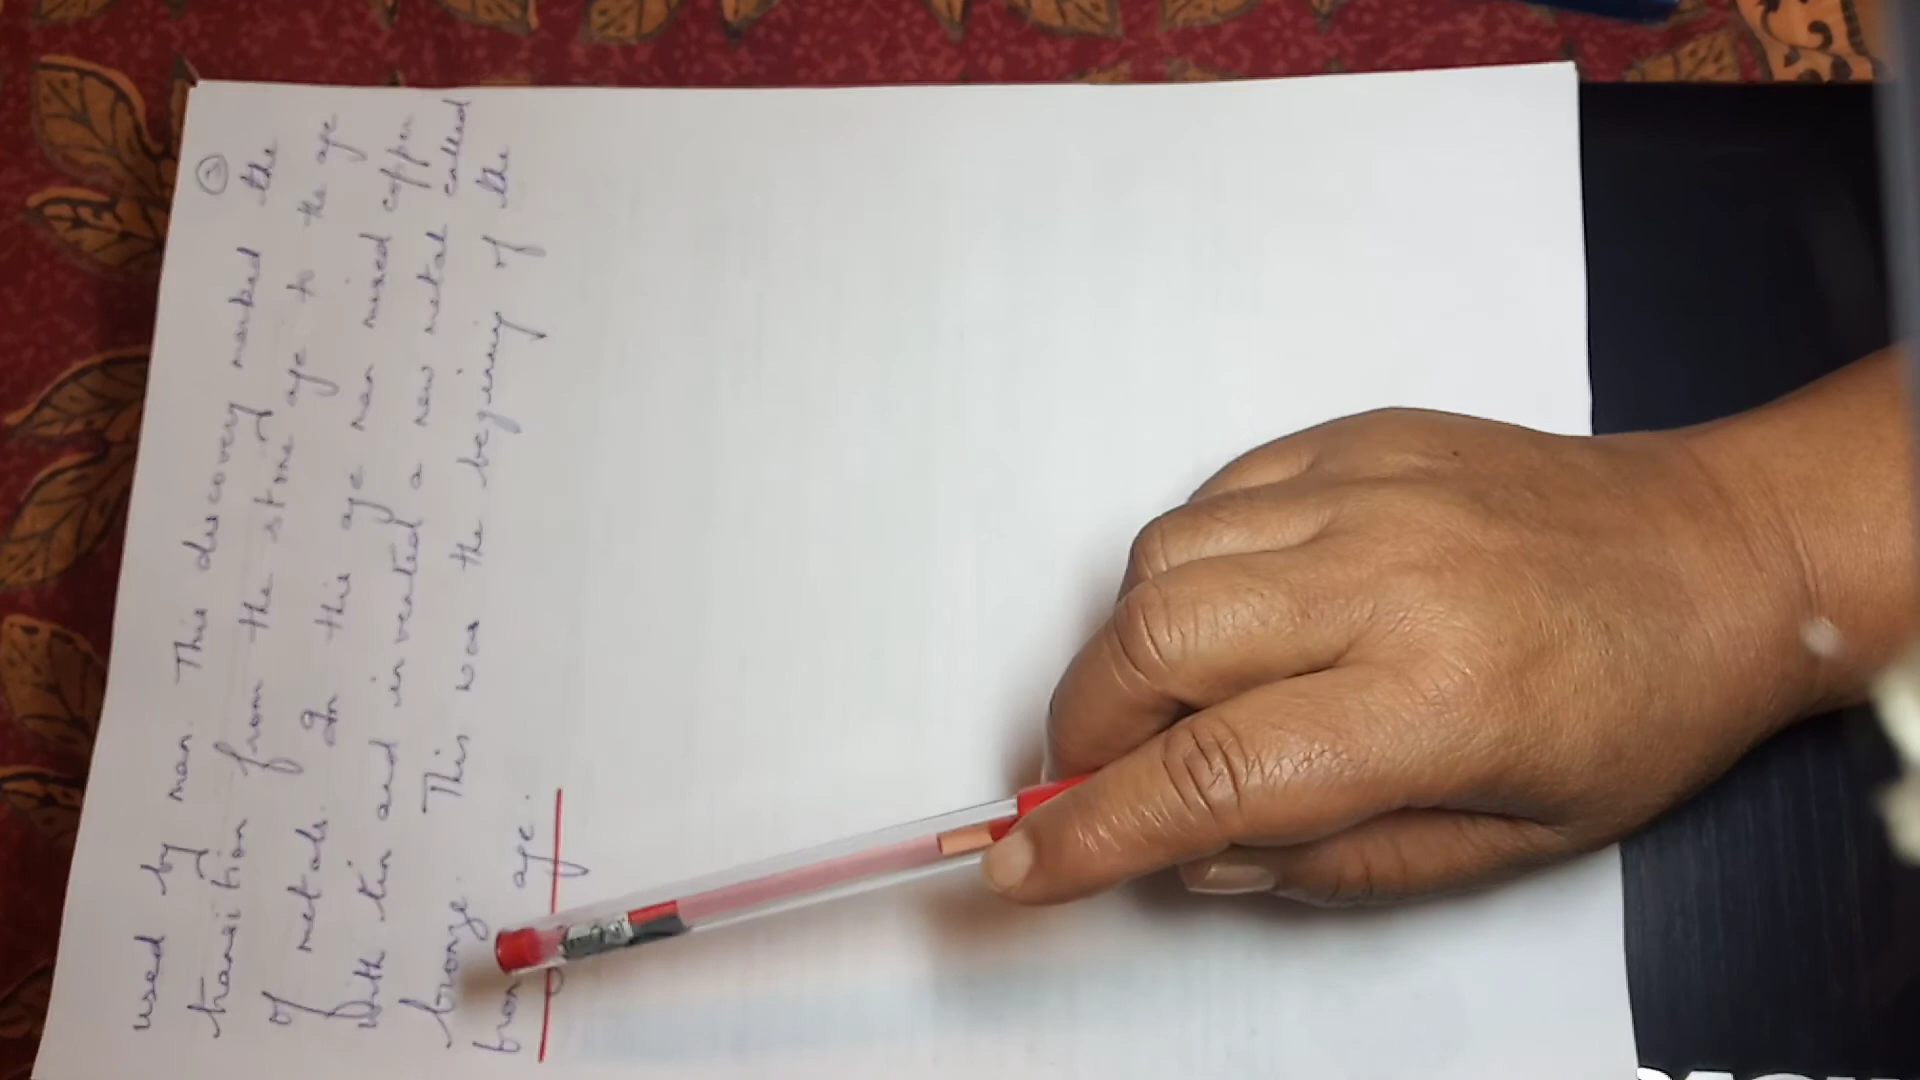 ③
used by man. This discovery marked the
transition from the stone age to the age
of metals. In this age man mixed copper
with tin and invented a new metal called
bronze. This was the begining of the
age.